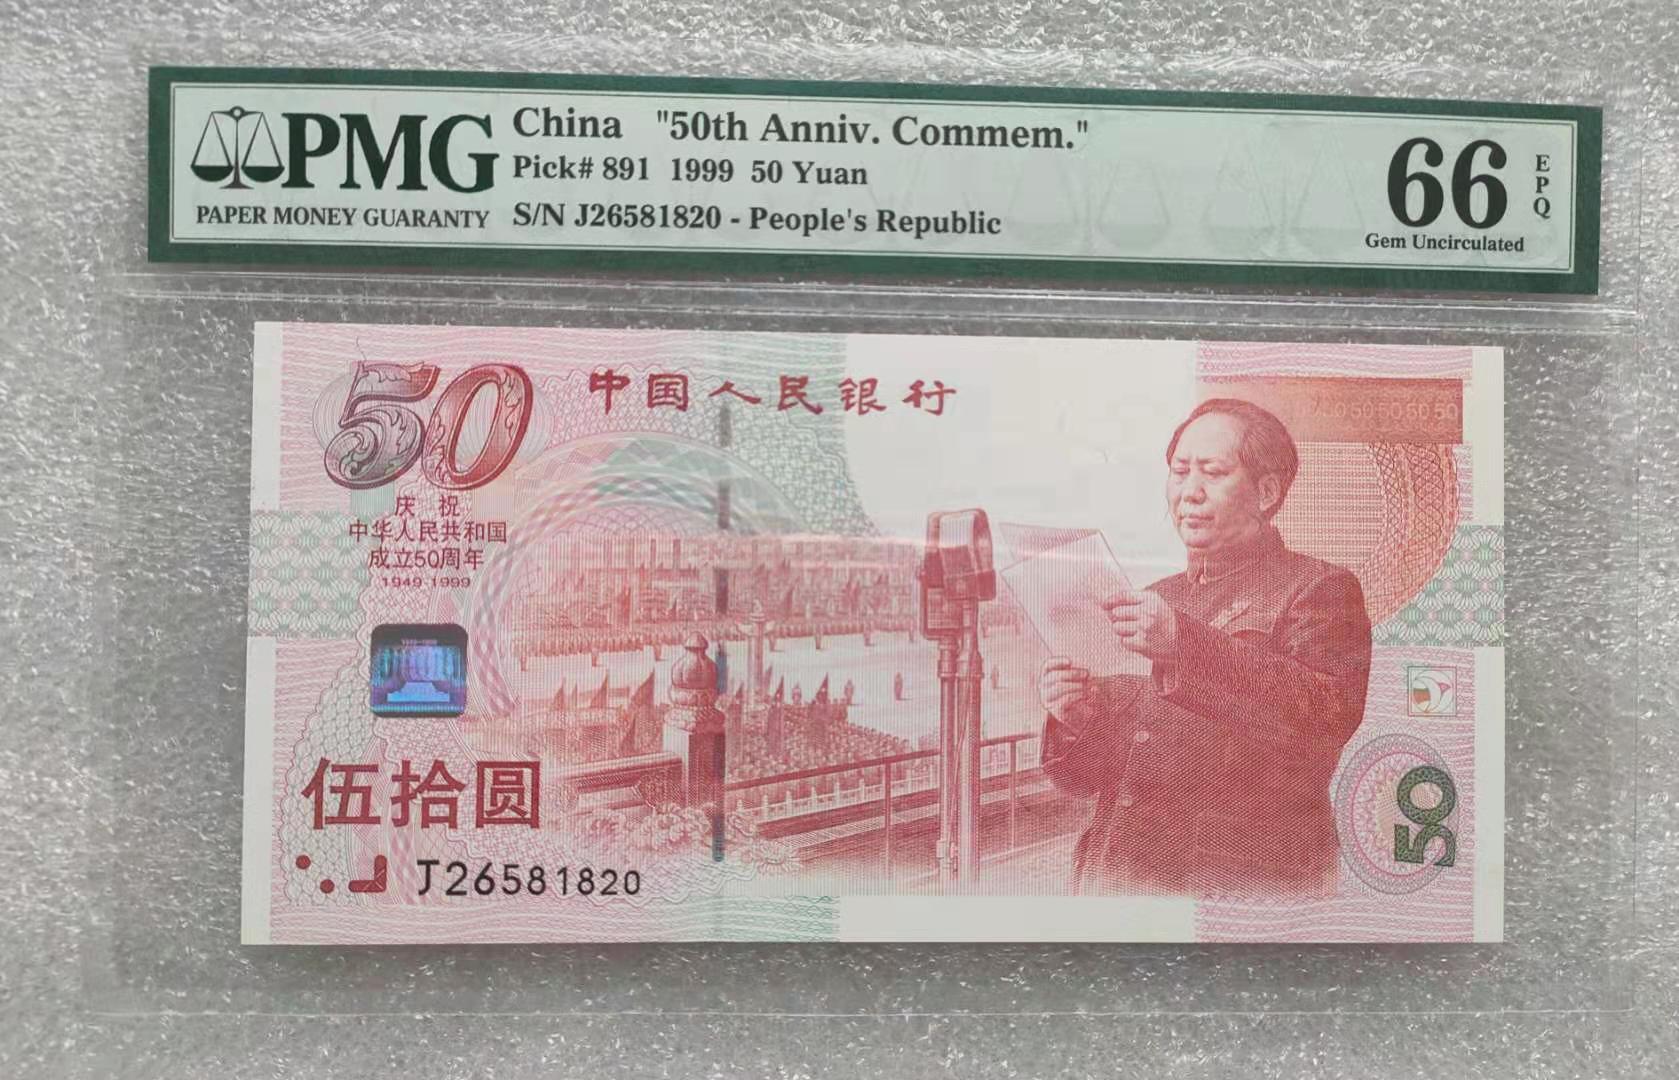 PMG
PAPER MONEY GUARANTY
China "50th Anniv. Commem."
Pick# 891 1999 50 Yuan
S/N J26581820 - People's Republic
66
EPQ
Gem Uncirculated
50
中国人民银行
庆祝
中华人民共和国
成立50周年
1949-1999
伍拾圆
J26581820
50